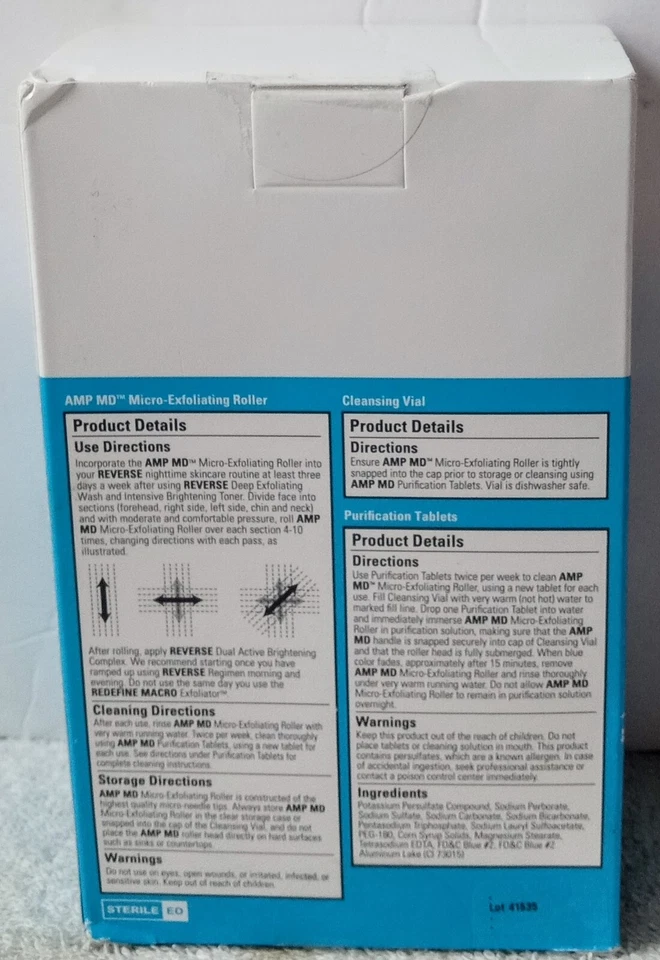 AMP MD™ Micro-Exfoliating Roller
Product Details
Use Directions
Incorporate the AMP MD™ Micro-Exfoliating Roller into
your REVERSE nighttime skincare routine at least three
days a week after using REVERSE Deep Exfoliating
Wash and Intensive Brightening Toner. Divide face into
sections (forehead, right side, left side, chin and neck)
and with moderate and comfortable pressure, roll AMP
MD Micro-Exfoliating Roller over each section 4-10
times, changing directions with each pass, as
illustrated.
After rolling, apply REVERSE Dual Active Brightening
Complex. We recommend starting once you have
ramped up using REVERSE Regimen morning and
evening. Do not use the same day you use the
REDEFINE MACRO Exfoliator™
Cleaning Directions
After each use, rinse AMP MD Micro-Exfoliating Roller with
very warm running water. Twice per week, clean thoroughly
using AMP MD Purification Tablets, using a new tablet for
each use. See directions under Purification Tablets for
complete cleaning instructions.
Storage Directions
AMP MD Micro-Exfoliating Roller is constructed of the
highest quality micro needle tips. Always store AMP MD
Micro-Exfoliating Roller in the clear storage case or
snapped into the cap of the Cleansing Vial, and do not
place the AMP MD roller head directly on hard surfaces
such as sinks or countertops.
Warnings
Do not use on eyes, open wounds, or irritated, infected, or
sensitive skin. Keep out of reach of children.
STERILE EO
Cleansing Vial
Product Details
Directions
Ensure AMP MD™ Micro-Exfoliating Roller is tightly
snapped into the cap prior to storage or cleansing using
AMP MD Purification Tablets. Vial is dishwasher safe.
Purification Tablets
Product Details
Directions
Use Purification Tablets twice per week to clean AMP
MD™ Micro-Exfoliating Roller, using a new tablet for each
use. Fill Cleansing Vial with very warm (not hot) water to
marked fill line. Drop one Purification Tablet into water
and immediately immerse AMP MD Micro-Exfoliating
Roller in purification solution, making sure that the AMP
MD handle is snapped securely into cap of Cleansing Vial
and that the roller head is fully submerged. When blue
color fades, approximately after 15 minutes, remove
AMP MD Micro-Exfoliating Roller and rinse thoroughly
under very warm running water. Do not allow AMP MD
Micro-Exfoliating Roller to remain in purification solution
overnight.
Warnings
Keep this product out of the reach of children. Do not
place tablets or cleaning solution in mouth. This product
contains persulfates, which are a known allergen. In case
of accidental ingestion, seek professional assistance or
contact a poison control center immediately.
Ingredients
Potassium Persulfate Compound, Sodium Perborate,
Sodium Sulfate, Sodium Carbonate, Sodium Bicarbonate,
Pentasodium Triphosphate, Sodium Lauryl Sulfoacetate,
PEG-180, Corn Syrup Solids, Magnesium Stearate,
Tetrasodium EDTA, FD&C Blue #2, FD&C Blue #2
Aluminum Lake (CI 73015)
Lot 41535